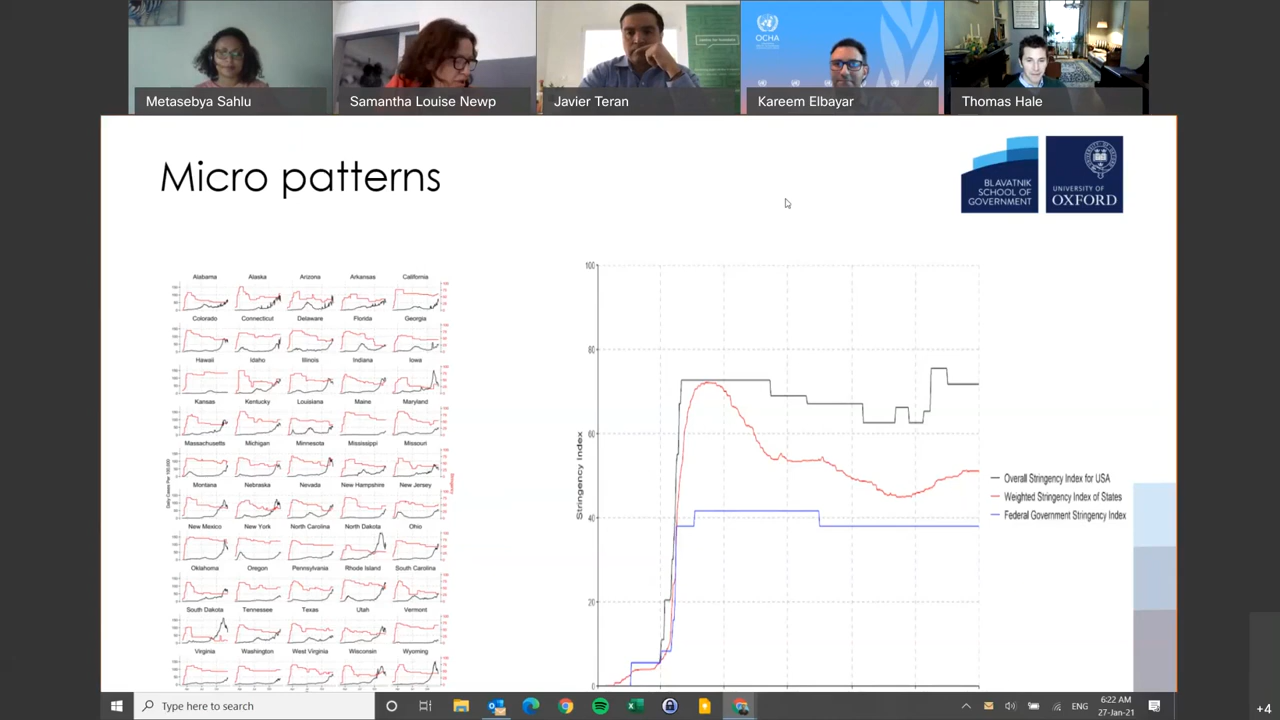 OCHA
Metasebya Sahlu
Samantha Louise Newp
Javier Teran
Kareem Elbayar
Thomas Hale
Micro patterns
BLAVATNIK
SCHOOL OF
GOVERNMENT
UNIVERSITY OF
OXFORD
Alabama Alaska Arizona Arkansas California
Colorado Connecticut Delaware Florida Georgia
Hawaii Idaho Illinois Indiana Iowa
Kansas Kentucky Louisiana Maine Maryland
Massachusetts Michigan Minnesota Mississippi Missouri
Montana Nebraska Nevada New Hampshire New Jersey
New Mexico New York North Carolina North Dakota Ohio
Oklahoma Oregon Pennsylvania Rhode Island South Carolina
South Dakota Tennessee Texas Utah Vermont
Virginia Washington West Virginia Wisconsin Wyoming
Daily Cases Per 100,000
Stringency
100
80
60
40
20
0
Stringency Index
Overall Stringency Index for USA
Weighted Stringency Index of States
Federal Government Stringency Index
Type here to search
ENG
6:22 AM
27-Jan-21
+4